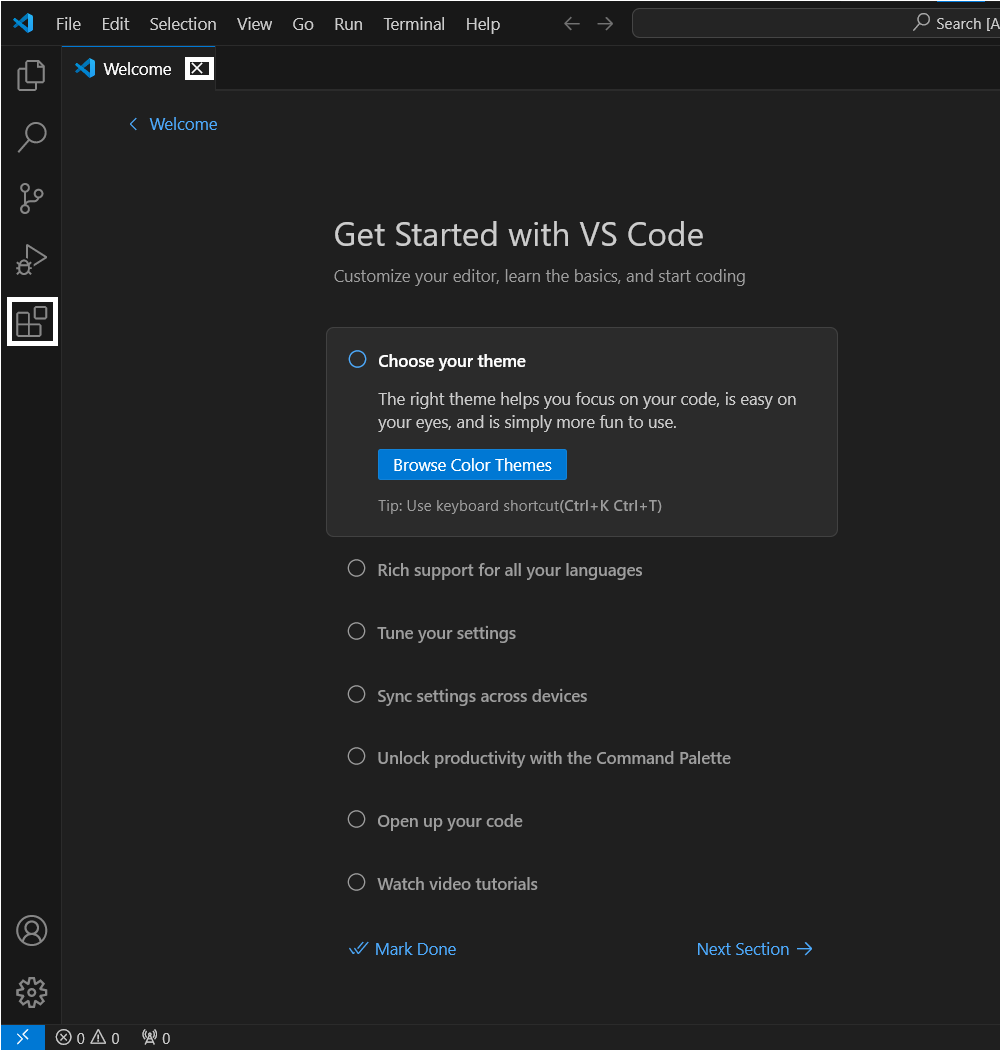 File Edit Selection View Go Run Terminal Help
Search [A
Welcome
Welcome
Get Started with VS Code
Customize your editor, learn the basics, and start coding
Choose your theme
The right theme helps you focus on your code, is easy on
your eyes, and is simply more fun to use.
Browse Color Themes
Tip: Use keyboard shortcut(Ctrl+K Ctrl+T)
Rich support for all your languages
Tune your settings
Sync settings across devices
Unlock productivity with the Command Palette
Open up your code
Watch video tutorials
Mark Done
Next Section
0 0 0